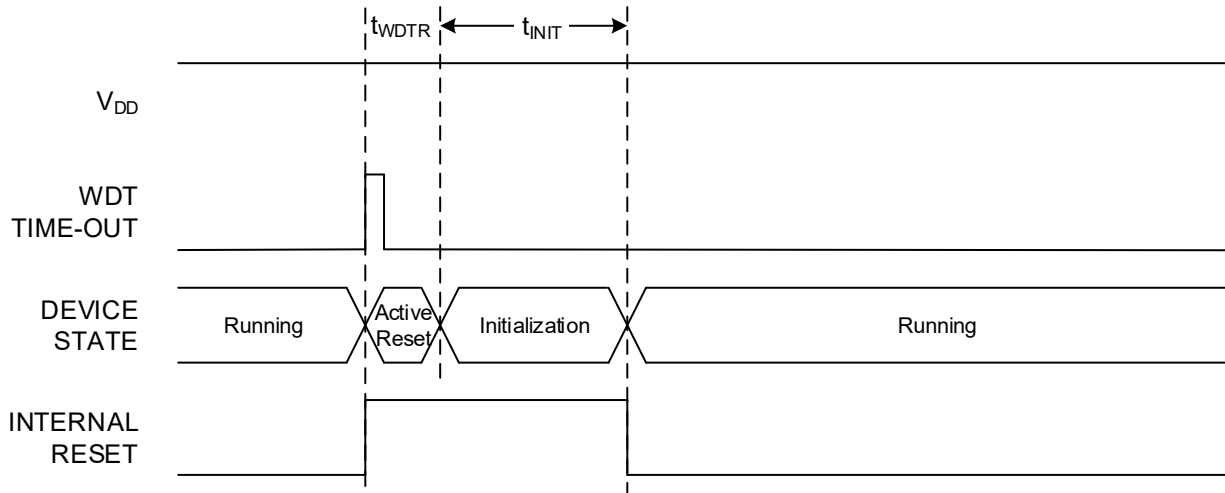 tWDTR
tINIT
VDD
WDT
TIME-OUT
DEVICE
STATE
Running
Active
Reset
Initialization
Running
INTERNAL
RESET